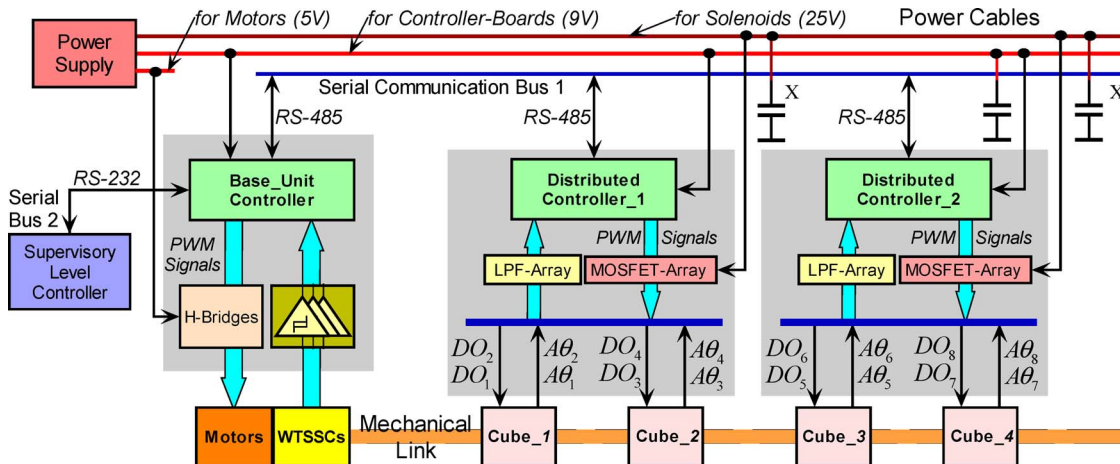 for Motors (5V)
for Controller-Boards (9V)
for Solenoids (25V)
Power Cables
Power
Supply
Serial Communication Bus 1
X
X
RS-485
RS-485
RS-485
RS-232
Serial
Bus 2
Base_Unit
Controller
Distributed
Controller_1
Distributed
Controller_2
Supervisory
Level
Controller
PWM
Signals
PWM Signals
PWM Signals
LPF-Array
MOSFET-Array
LPF-Array
MOSFET-Array
H-Bridges
DO2
DO1
Aθ2
Aθ1
DO4
DO3
Aθ4
Aθ3
DO6
DO5
Aθ6
Aθ5
DO8
DO7
Aθ8
Aθ7
Motors
WTSSCs
Mechanical
Link
Cube_1
Cube_2
Cube_3
Cube_4